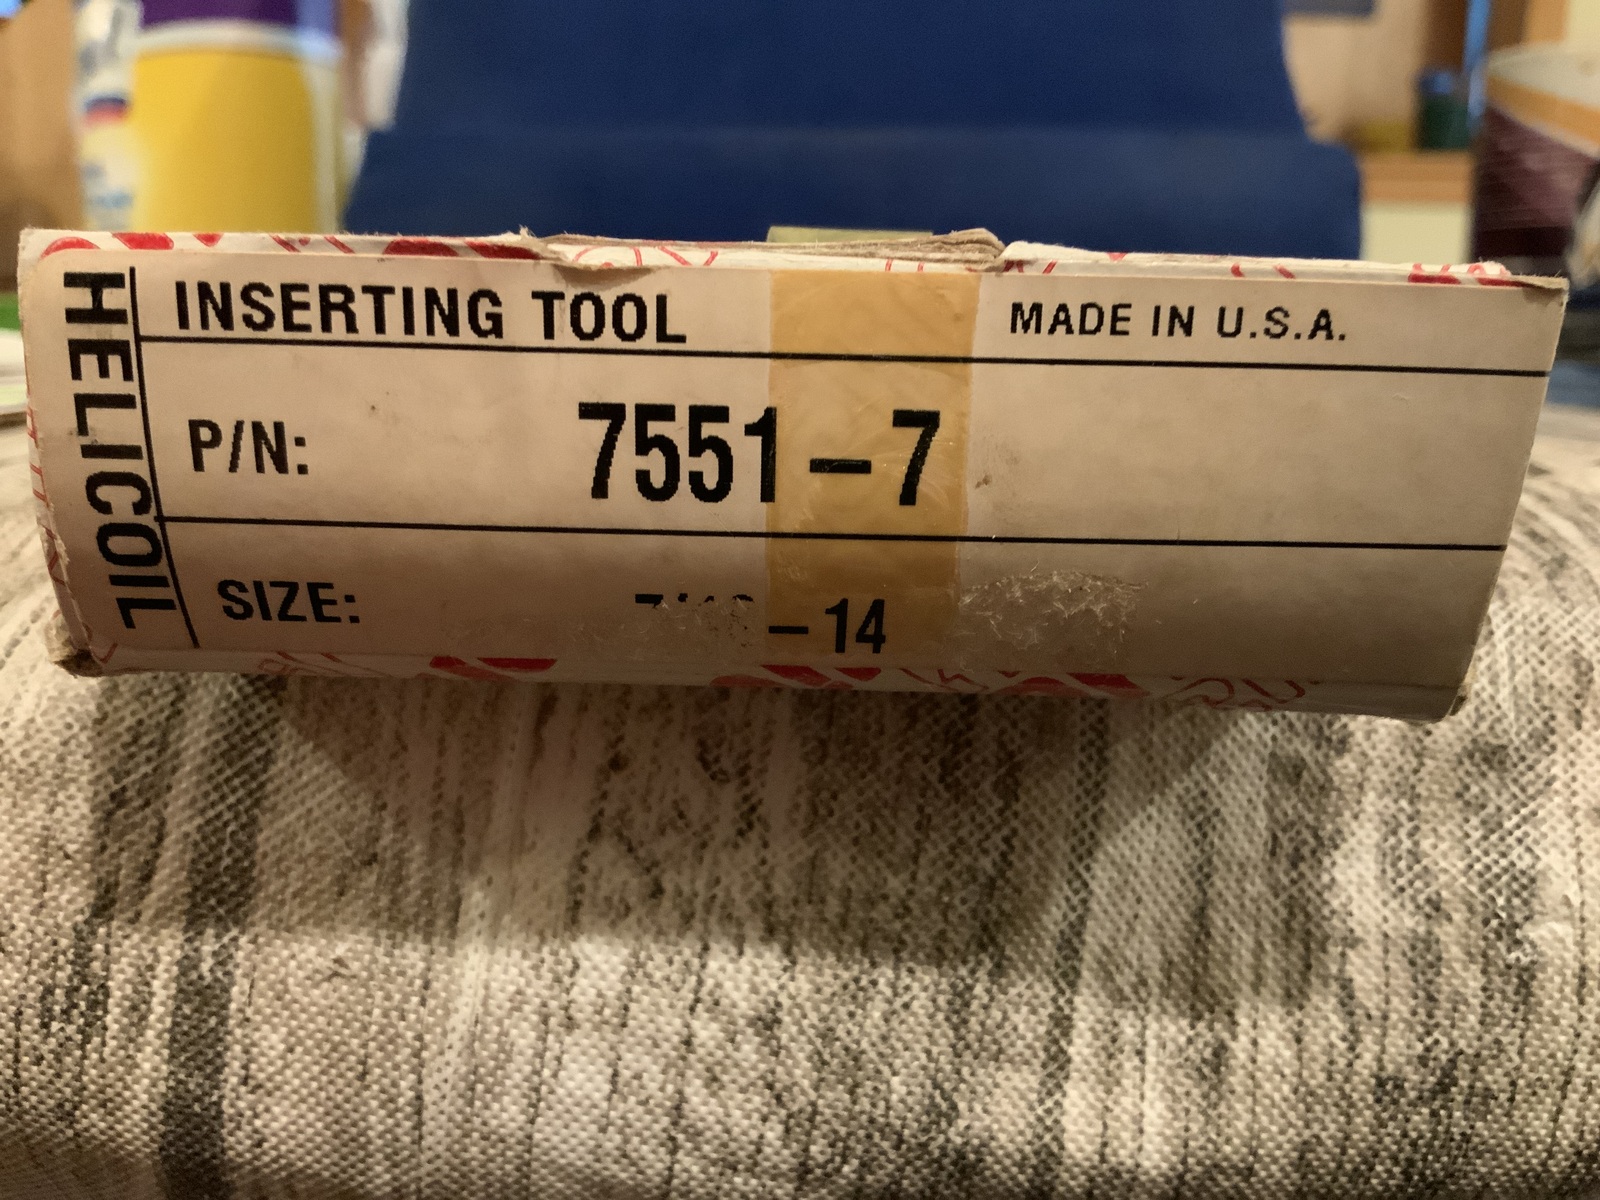 HELICOIL
INSERTING TOOL
MADE IN U.S.A.
P/N: 7551-7
SIZE: -14